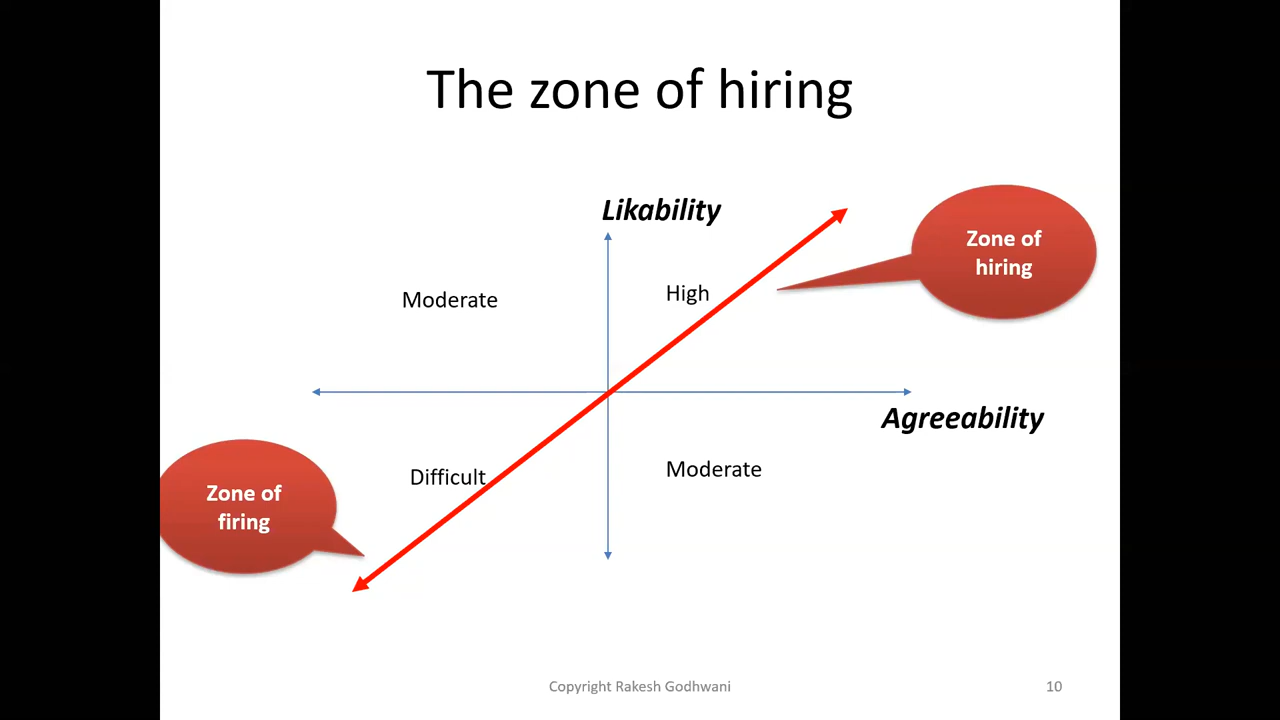 The zone of hiring
Likability
Zone of
hiring
High
Moderate
Agreeability
Zone of
firing
Difficult
Moderate
Copyright Rakesh Godhwani
10